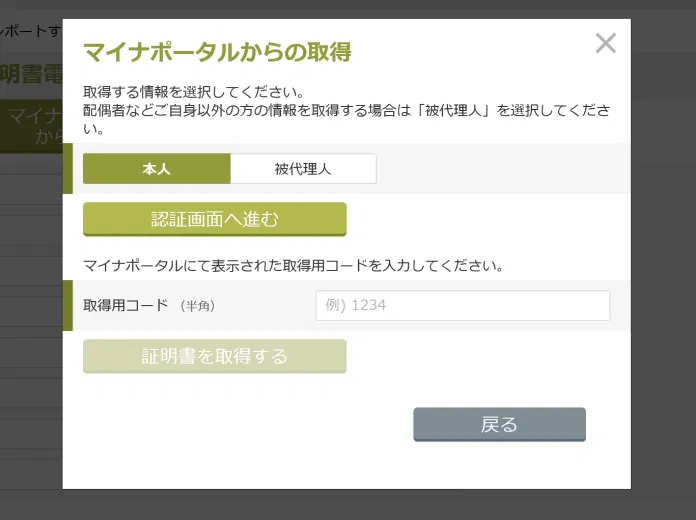 ポートす
マイナポータルからの取得
明書電
取得する情報を選択してください。
配偶者などご自身以外の方の情報を取得する場合は「被代理人」を選択してくださ
い。
マイナ
から
本人
被代理人
認証画面へ進む
マイナポータルにて表示された取得用コードを入力してください。
取得用コード （半角）
例) 1234
証明書を取得する
戻る